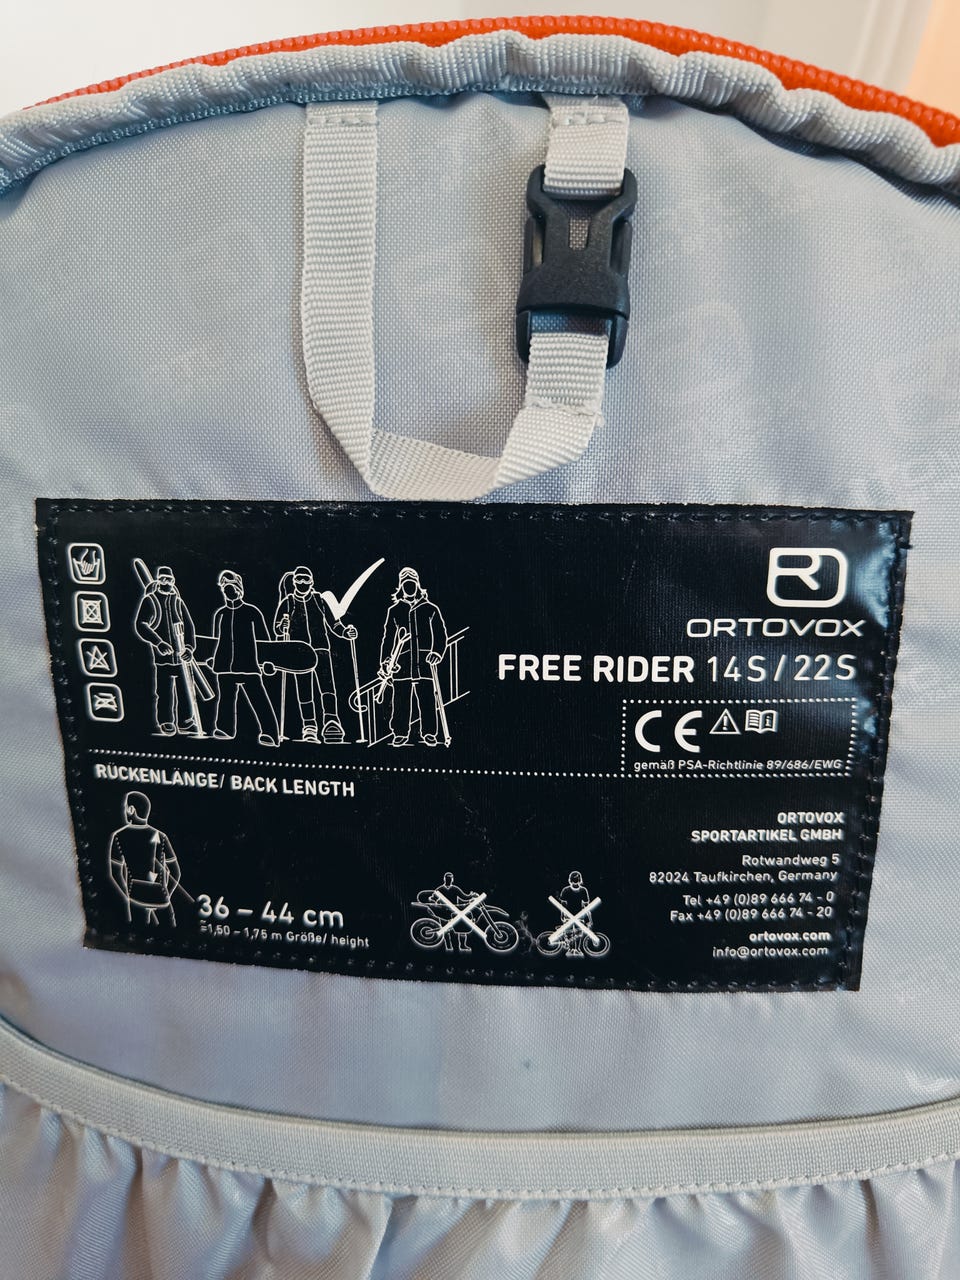 ORTOVOX
FREE RIDER 14S/22S
CE
gemäß PSA-Richtlinie 89/686/EWG
RÜCKENLÄNGE/ BACK LENGTH
36 – 44 cm
=1,50 – 1,75 m Größe/ height
ORTOVOX
SPORTARTIKEL GMBH
Rotwandweg 5
82024 Taufkirchen, Germany
Tel +49 (0)89 666 74 - 0
Fax +49 (0)89 666 74 - 20
ortovox.com
info@ortovox.com